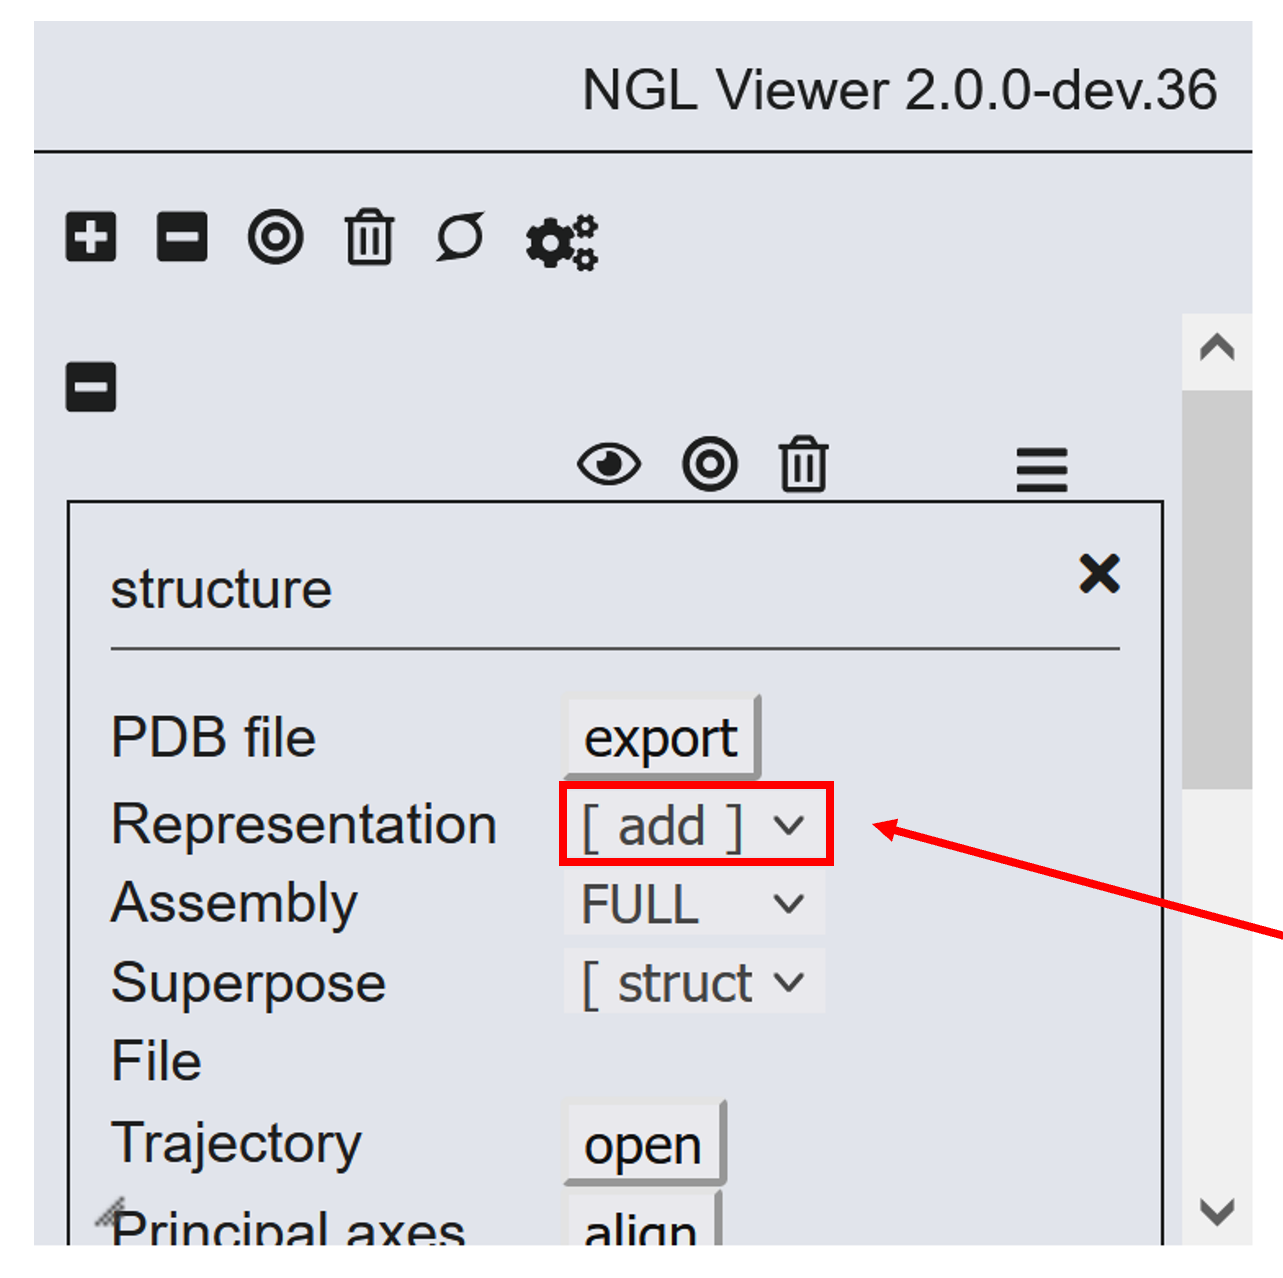 NGL Viewer 2.0.0-dev.36
structure
PDB file export
Representation [ add ]
Assembly FULL
Superpose [ struct
File
Trajectory open
Principal axes align